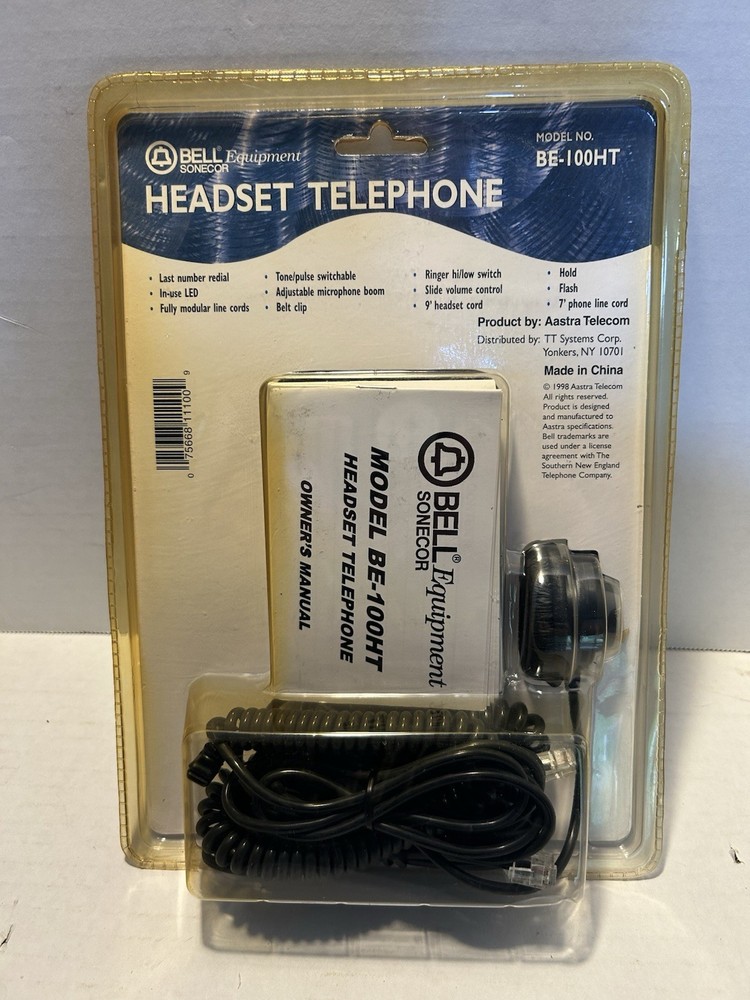 BELL Equipment
SONECOR
HEADSET TELEPHONE
MODEL NO.
BE-100HT
• Last number redial
• In-use LED
• Fully modular line cords
• Tone/pulse switchable
• Adjustable microphone boom
• Belt clip
• Ringer hi/low switch
• Slide volume control
• 9' headset cord
• Hold
• Flash
• 7' phone line cord
Product by: Aastra Telecom
Distributed by: TT Systems Corp.
Yonkers, NY 10701
Made in China
© 1998 Aastra Telecom
All rights reserved.
Product is designed
and manufactured to
Aastra specifications.
Bell trademarks are
used under a license
agreement with The
Southern New England
Telephone Company.
0 75668 11100 9
BELL® Equipment
SONECOR
MODEL BE-100HT
HEADSET TELEPHONE
OWNER'S MANUAL